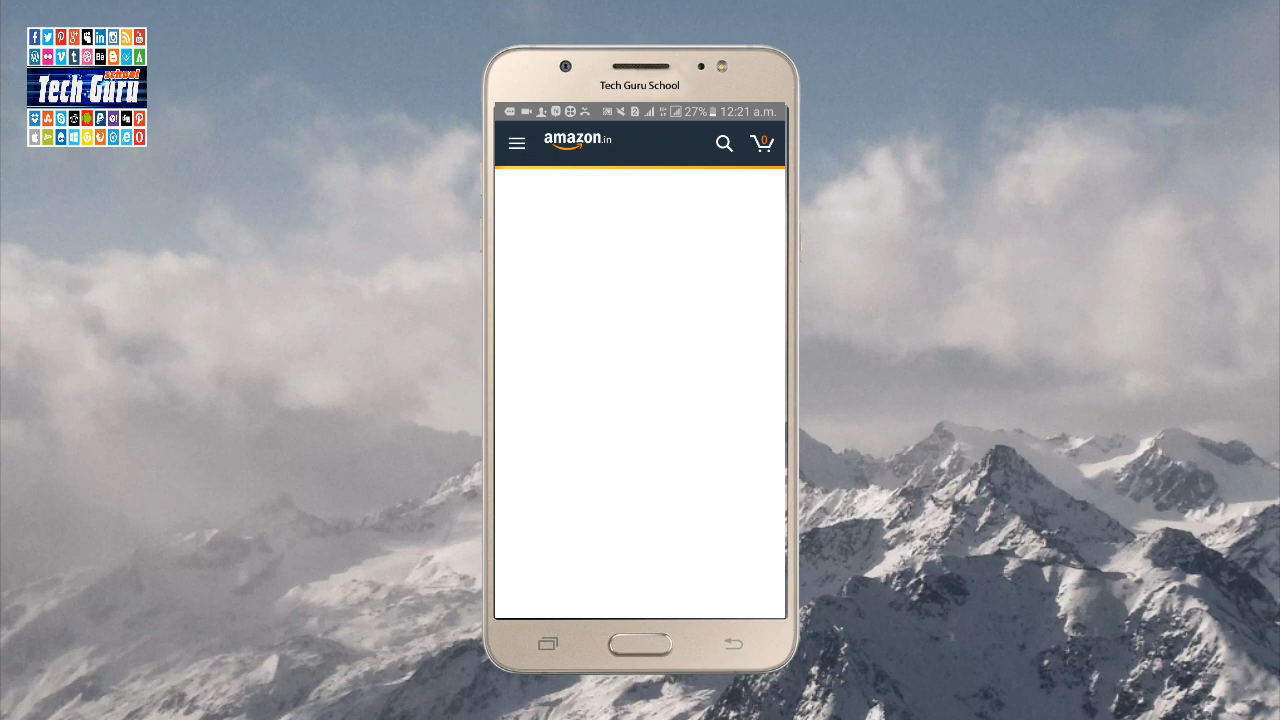 school
Tech Guru
Tech Guru School
27% 12:21 a.m.
amazon.in
0